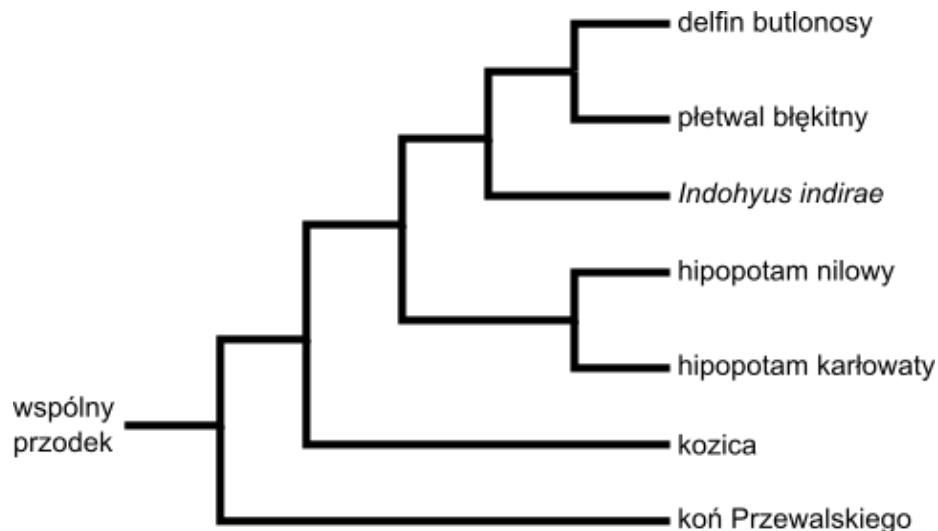 delfin butlonosy
płetwal błękitny
Indohyus indirae
hipopotam nilowy
hipopotam karłowaty
wspólny
przodek
kozica
koń Przewalskiego